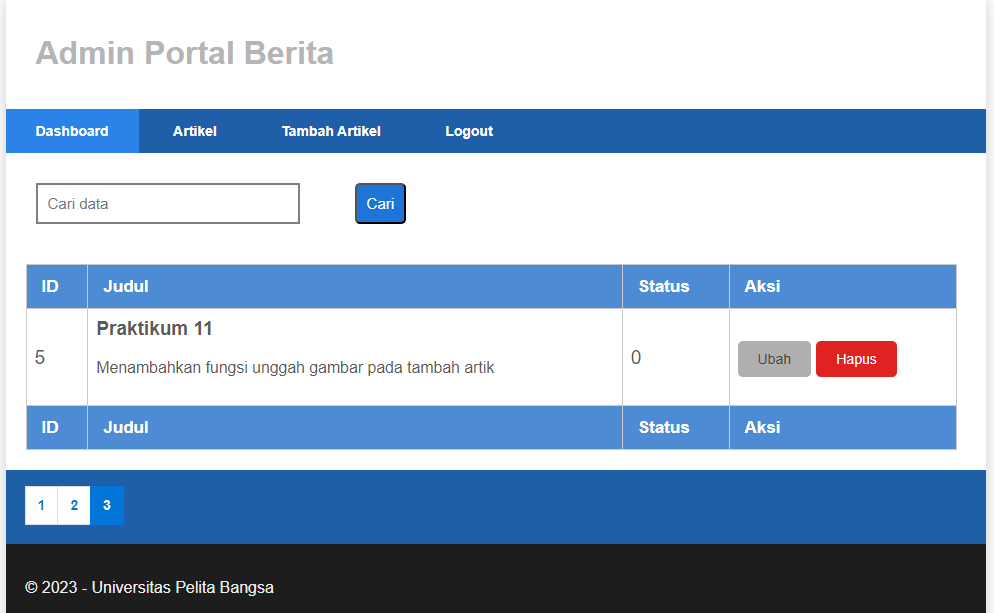 Admin Portal Berita
Dashboard Artikel Tambah Artikel Logout
Cari data Cari
ID Judul Status Aksi
Praktikum 11
5 0 Ubah Hapus
Menambahkan fungsi unggah gambar pada tambah artik
ID Judul Status Aksi
1 2 3
© 2023 - Universitas Pelita Bangsa